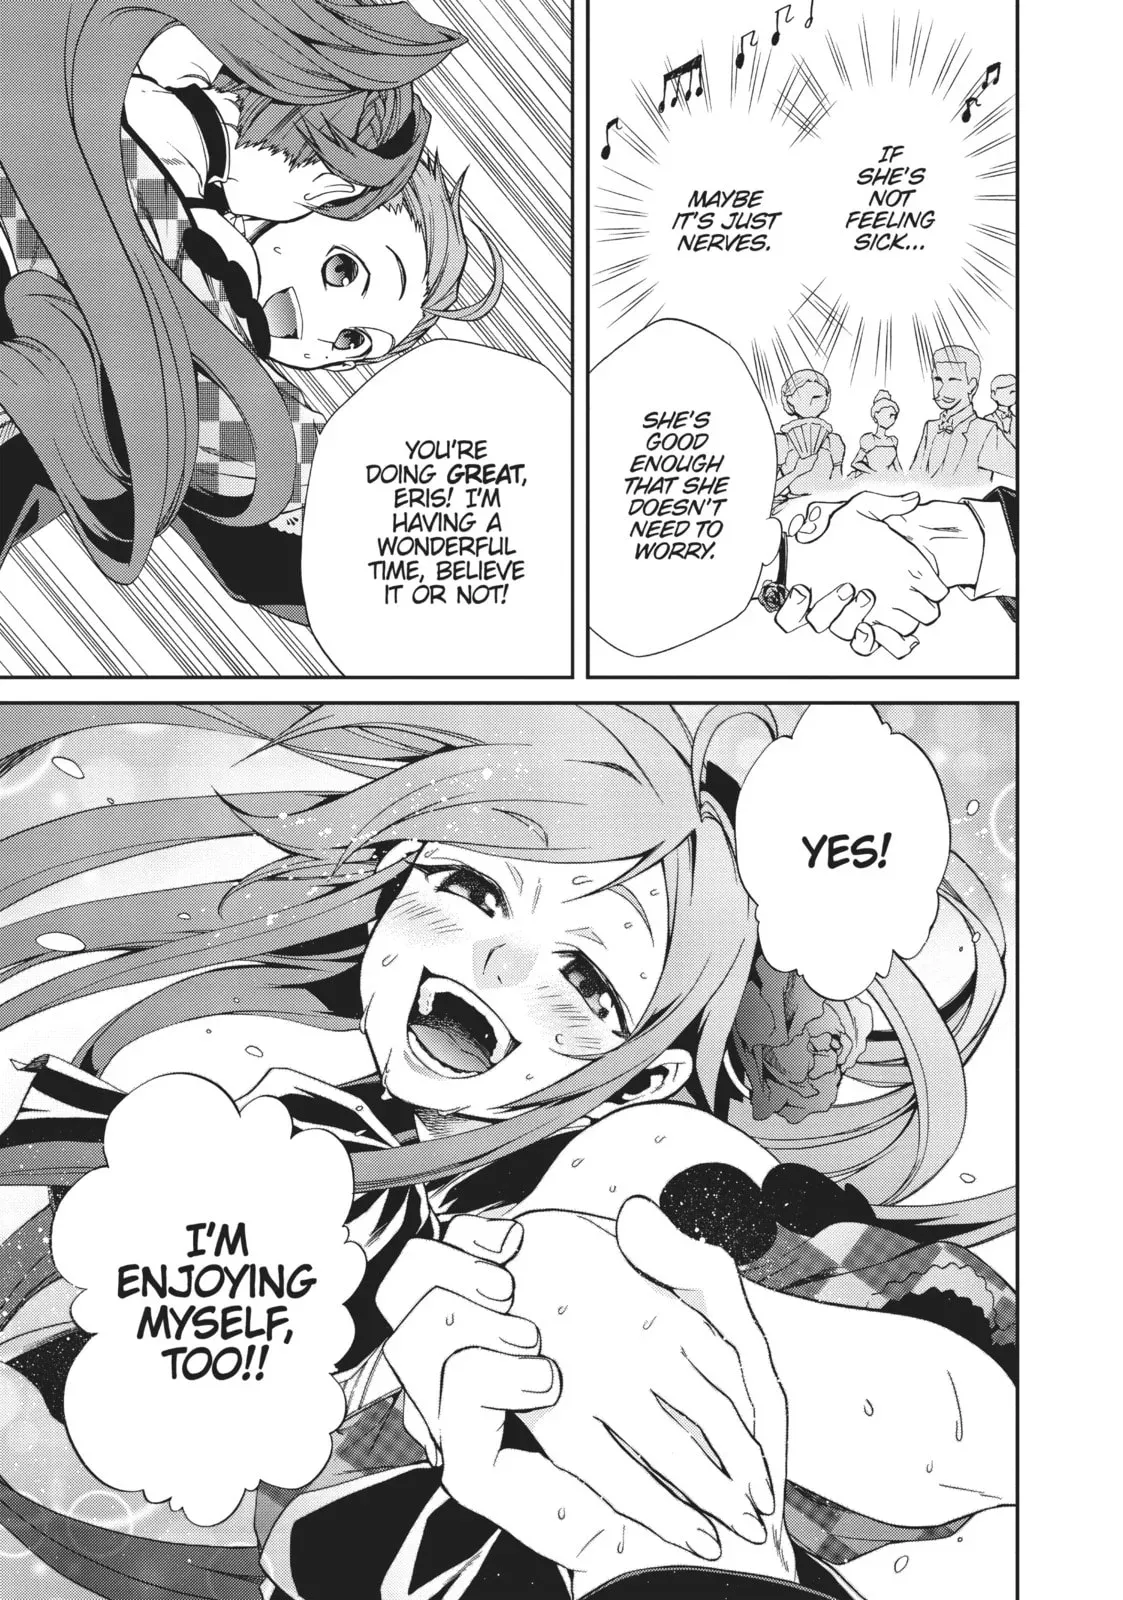 IF
SHE'S
NOT
FEELING
SICK...
MAYBE
IT'S JUST
NERVES.
SHE'S
GOOD
ENOUGH
THAT SHE
DOESN'T
NEED TO
WORRY.
YOU'RE
DOING GREAT,
ERIS! I'M
HAVING A
WONDERFUL
TIME, BELIEVE
IT OR NOT!
YES!
I'M
ENJOYING
MYSELF,
TOO!!